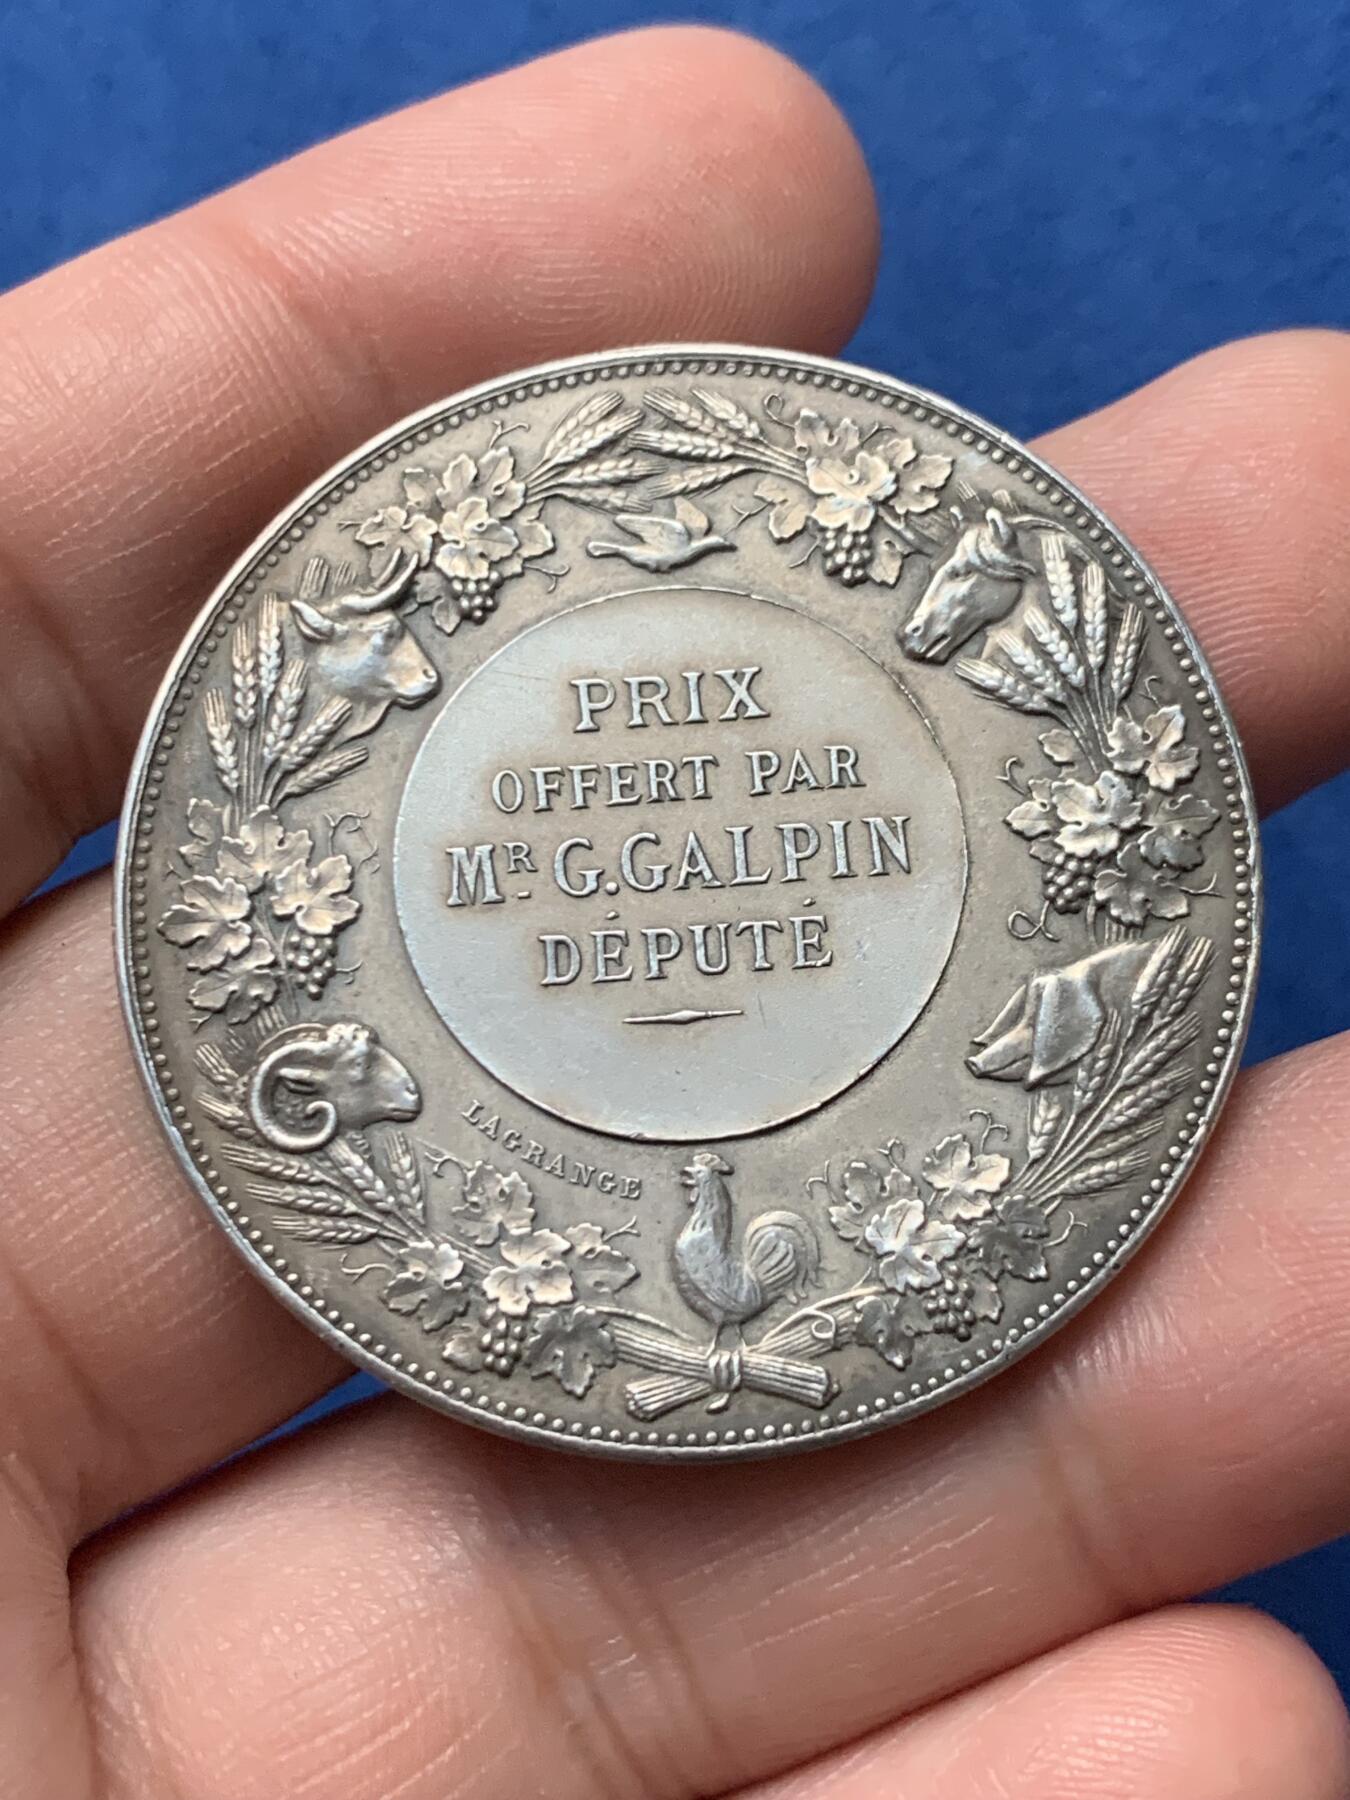 PRIX
OFFERT PAR
MR. G. GALPIN
DÉPUTÉ
LAGRANGE